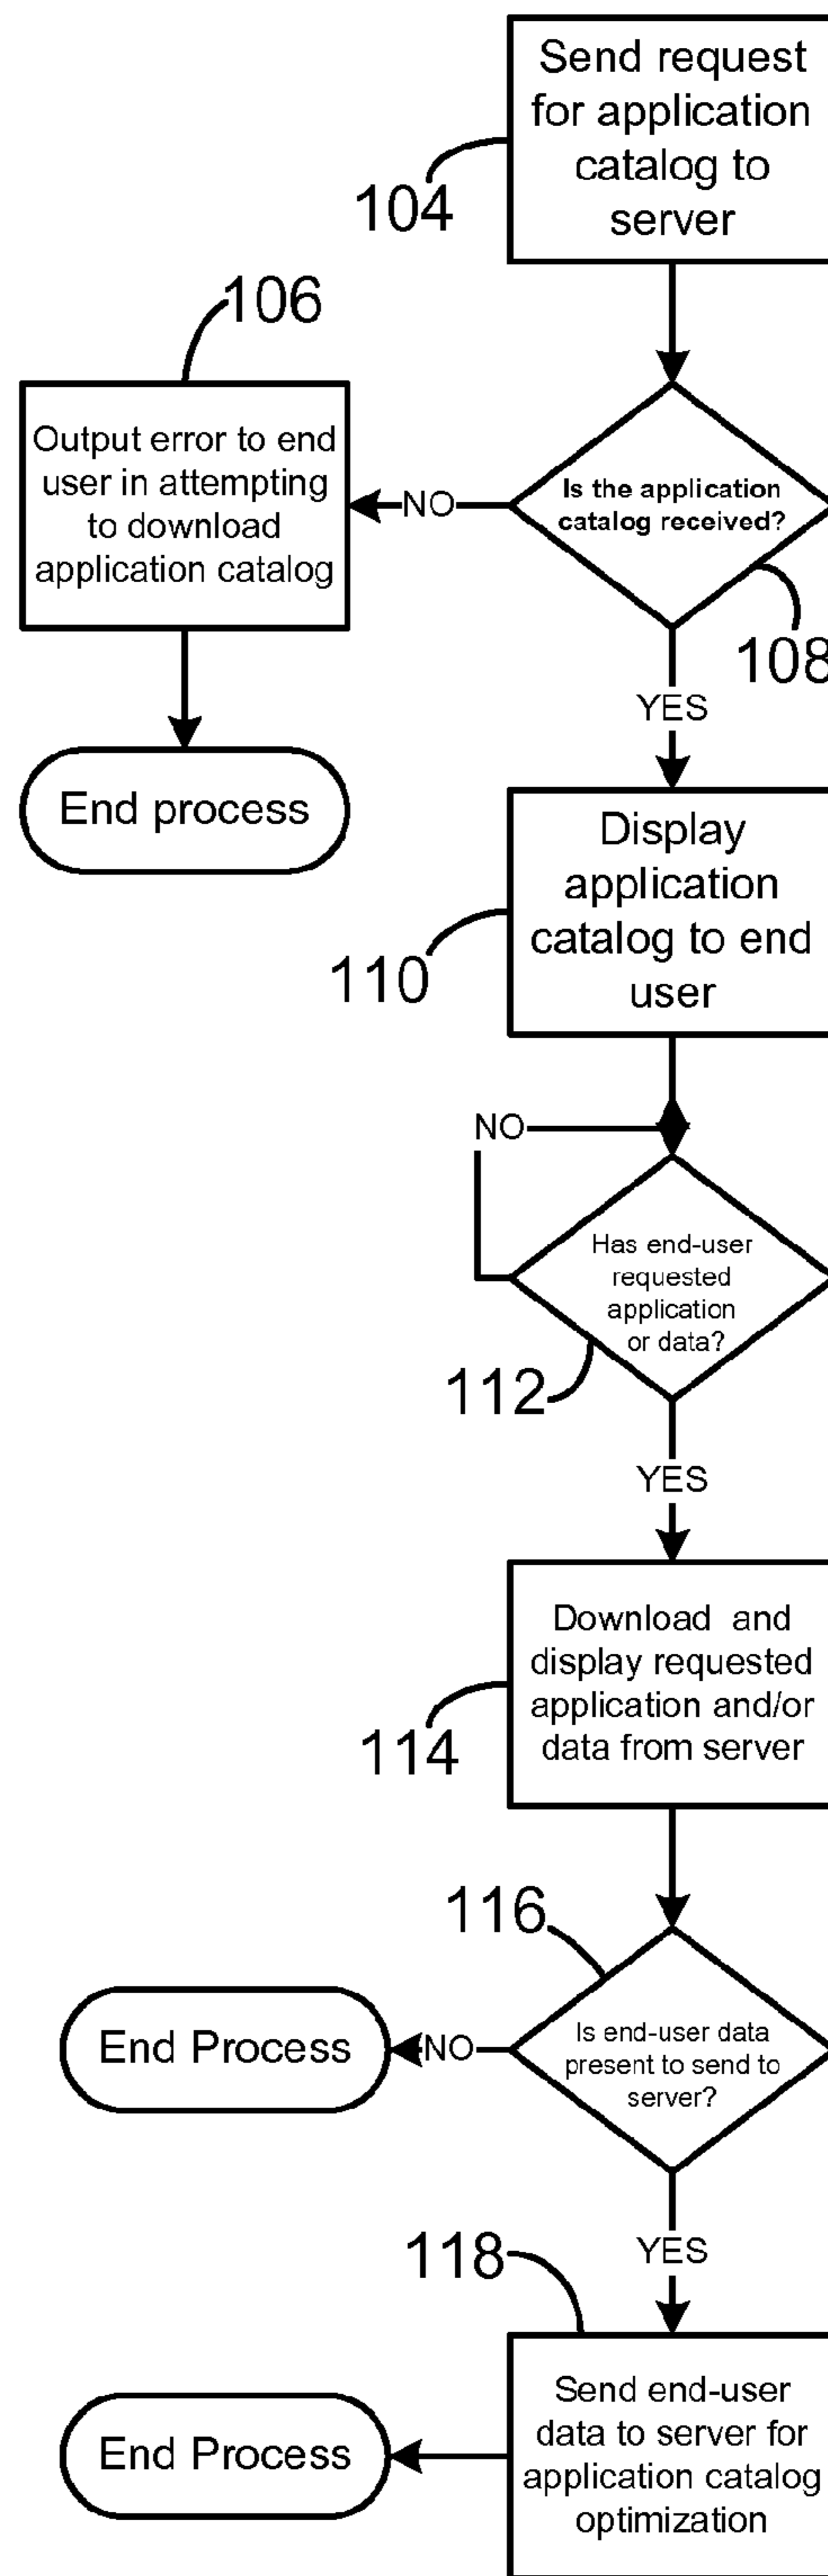 Send request
for application
catalog to
server
104
106
Output error to end
user in attempting
to download
application catalog
NO
Is the application
catalog received?
108
End process
YES
Display
application
catalog to end
user
110
NO
Has end-user
requested
application
or data?
112
YES
Download and
display requested
application and/or
data from server
114
116
Is end-user data
present to send to
server?
NO
End Process
YES
118
Send end-user
data to server for
application catalog
optimization
End Process